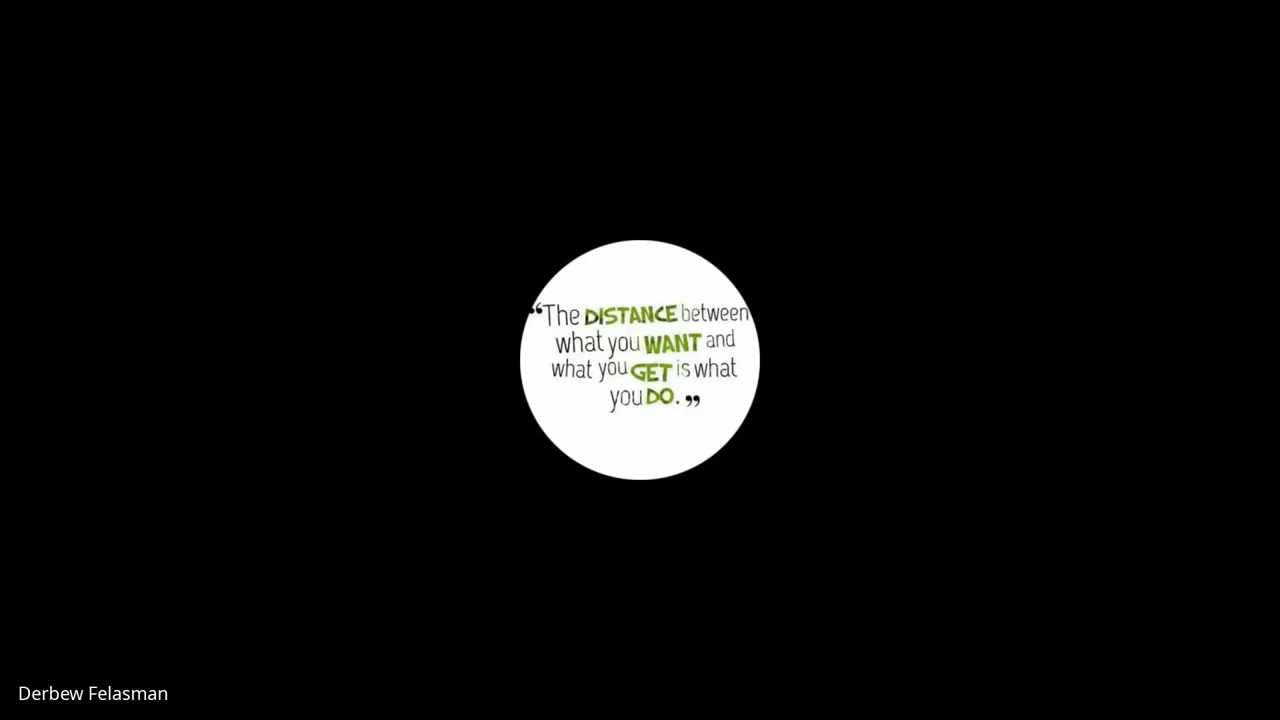 “The DISTANCE between
what you WANT and
what you GET is what
you DO.”
Derbew Felasman